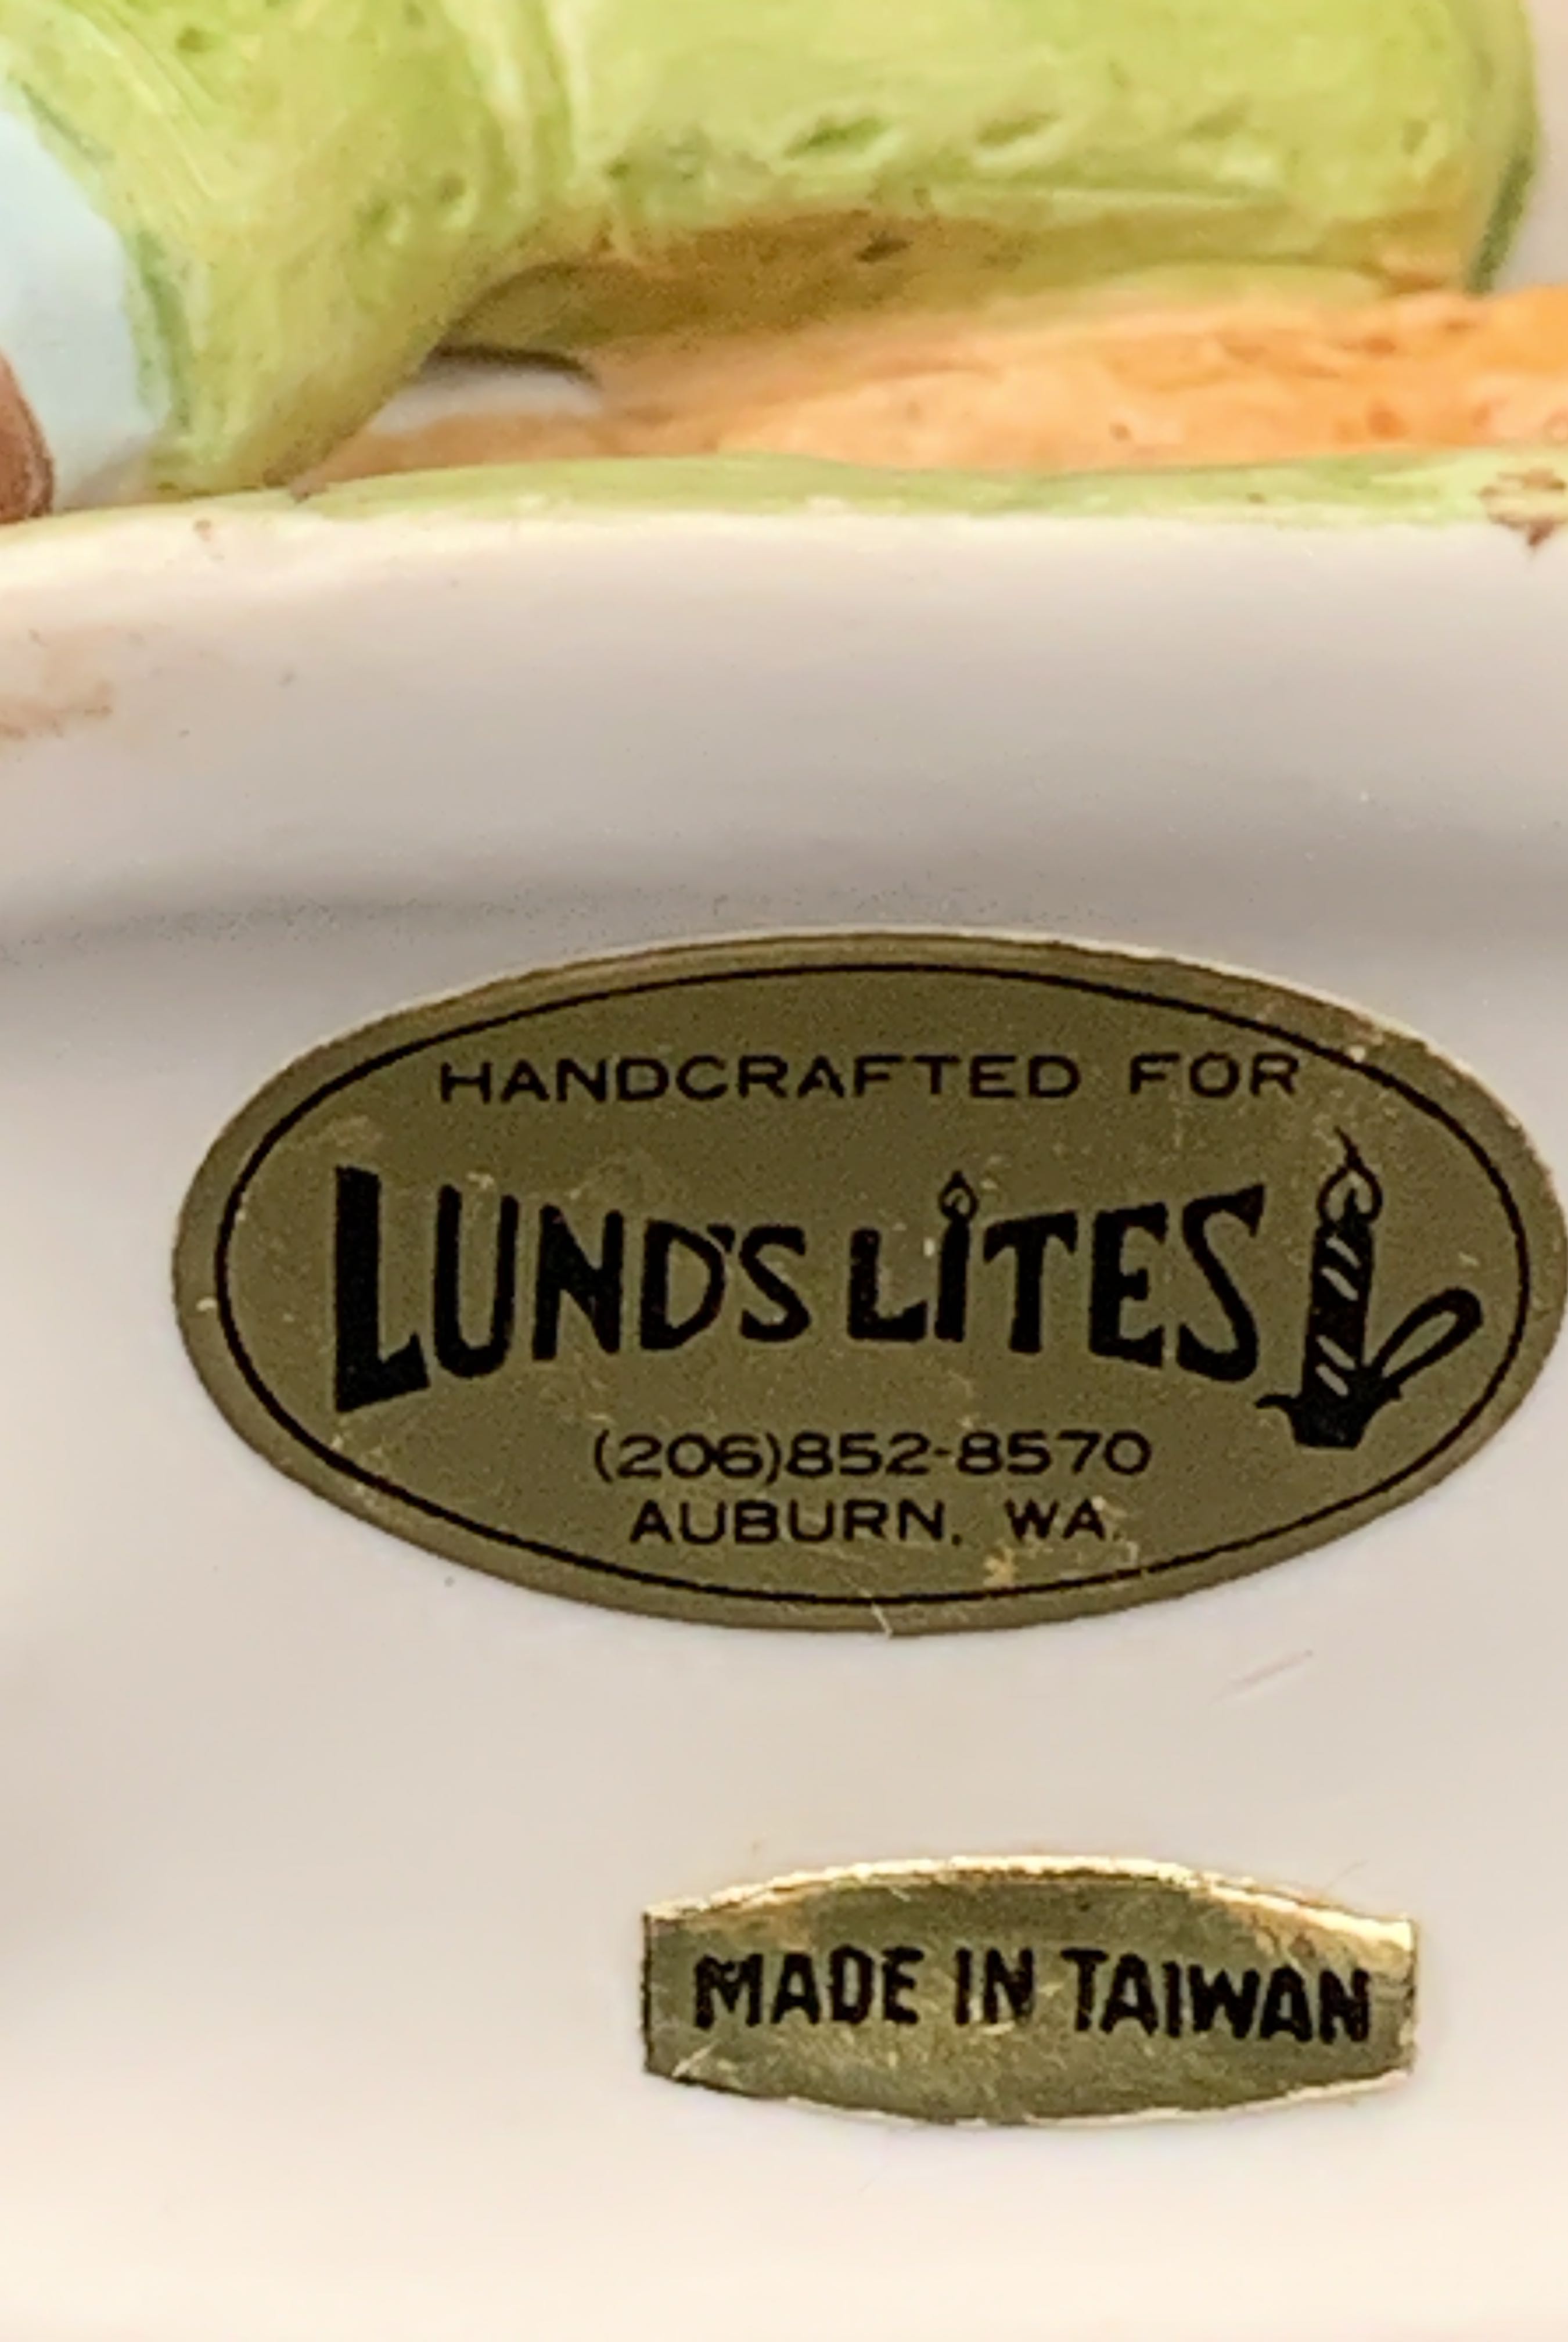 HANDCRAFTED FOR
LUND'S LITES
(206)852-8570
AUBURN, WA.
MADE IN TAIWAN